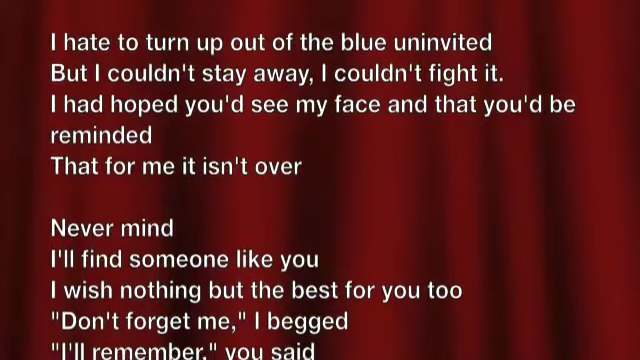 I hate to turn up out of the blue uninvited
But I couldn't stay away, I couldn't fight it.
I had hoped you'd see my face and that you'd be
reminded
That for me it isn't over
Never mind
I'll find someone like you
I wish nothing but the best for you too
"Don't forget me," I begged
"I'll remember," you said